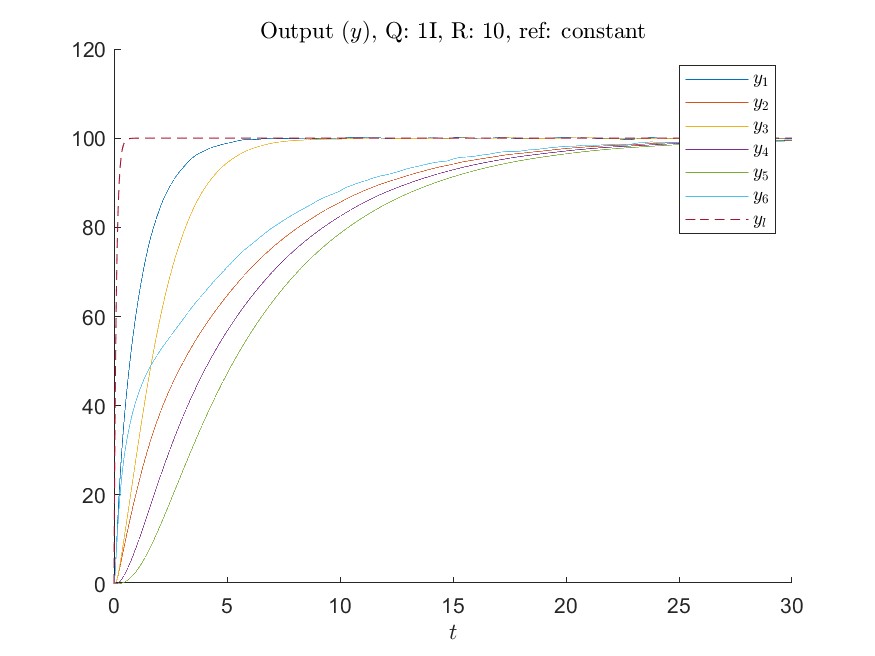 Output (y), Q: 1I, R: 10, ref: constant
120
100
80
60
40
20
0
y₁
y₂
y₃
y₄
y₅
y₆
yₗ
0 5 10 15 20 25 30
t